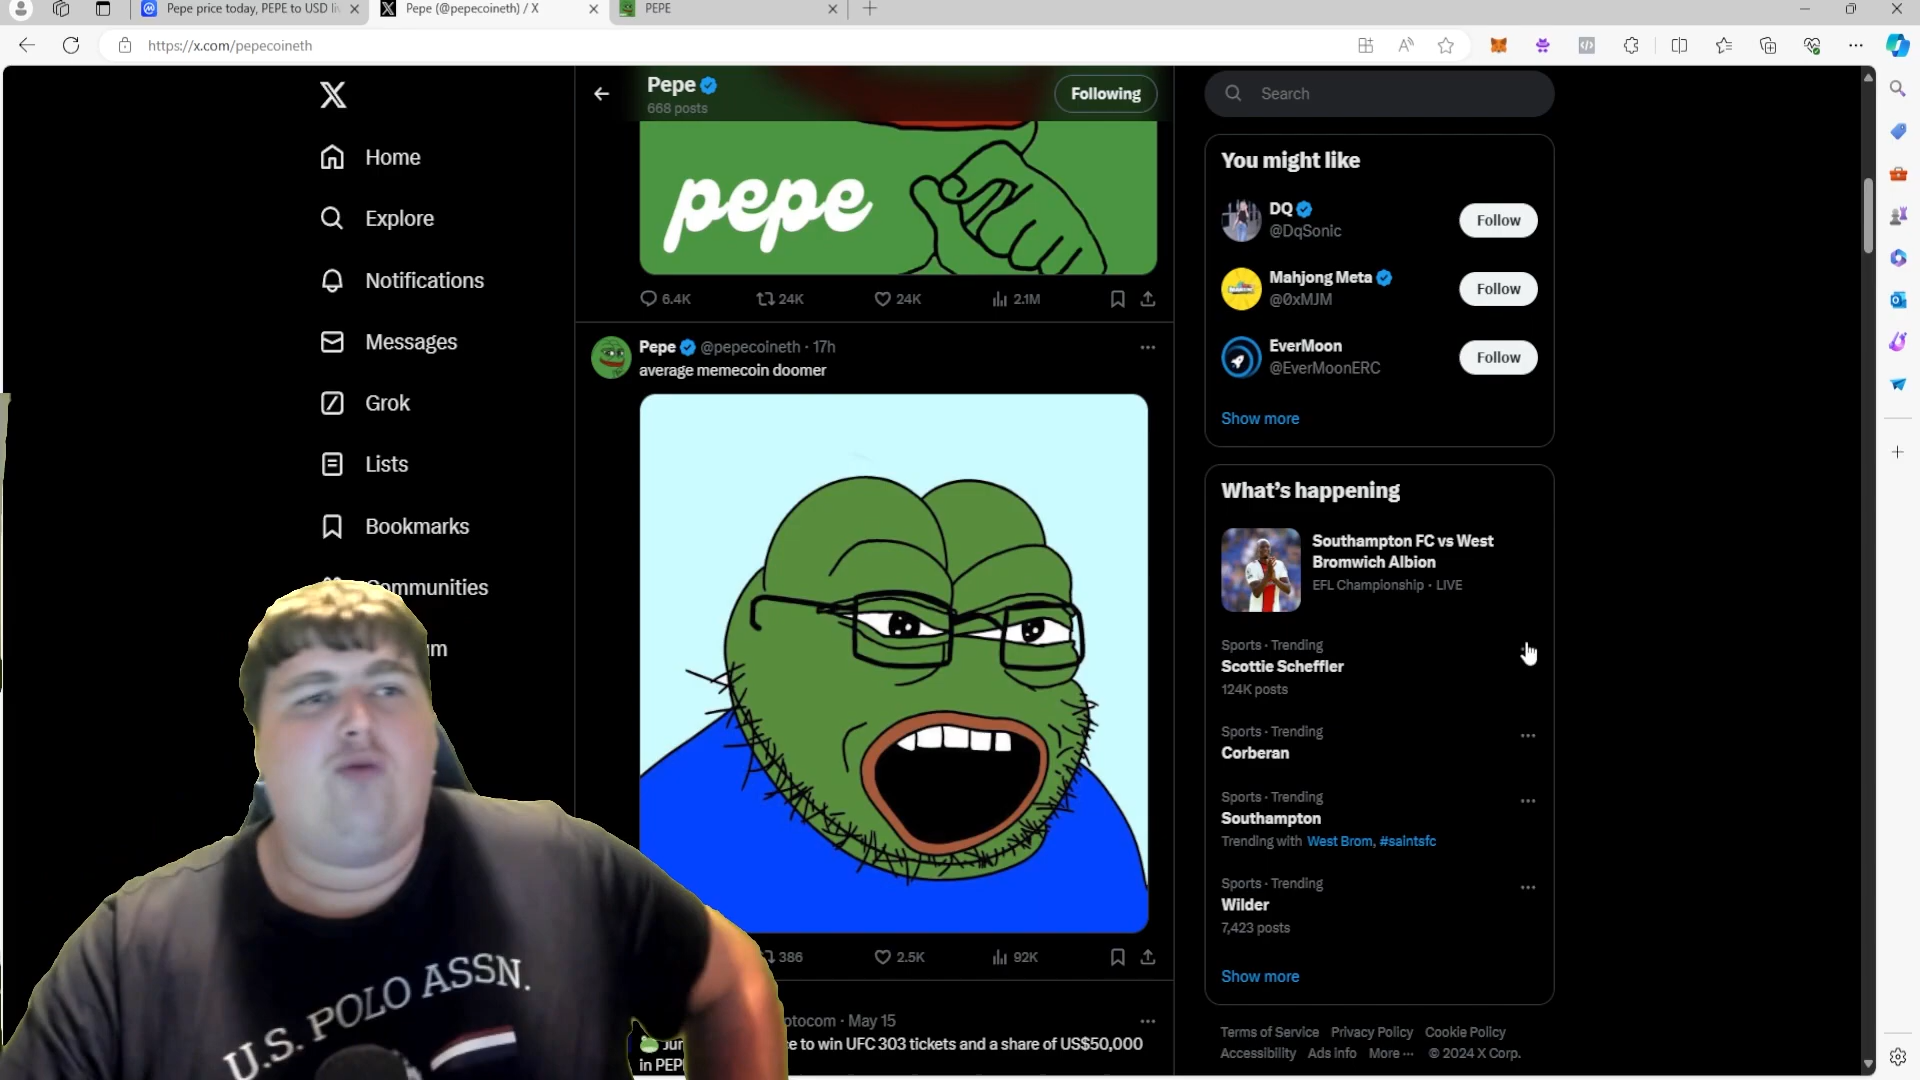 Pepe price today, PEPE to USD li
Pepe (@pepecoineth) / X
PEPE
https://x.com/pepecoineth
Home
Explore
Notifications
Messages
Grok
Lists
Bookmarks
Pepe
668 posts
Following
pepe
6.4K 24K 24K 2.1M
Pepe @pepecoineth · 17h
average memecoin doomer
386 2.5K 92K
May 15
to win UFC 303 tickets and a share of US$50,000
in
Search
You might like
DQ
@DqSonic
Follow
Mahjong Meta
@0xMJM
Follow
EverMoon
@EverMoonERC
Follow
Show more
What's happening
Southampton FC vs West
Bromwich Albion
EFL Championship · LIVE
Sports · Trending
Scottie Scheffler
124K posts
Sports · Trending
Corberan
Sports · Trending
Southampton
Trending with West Brom, #saintsfc
Sports · Trending
Wilder
7,423 posts
Show more
Terms of Service Privacy Policy Cookie Policy
Accessibility Ads info More ··· © 2024 X Corp.
U.S. POLO ASSN.